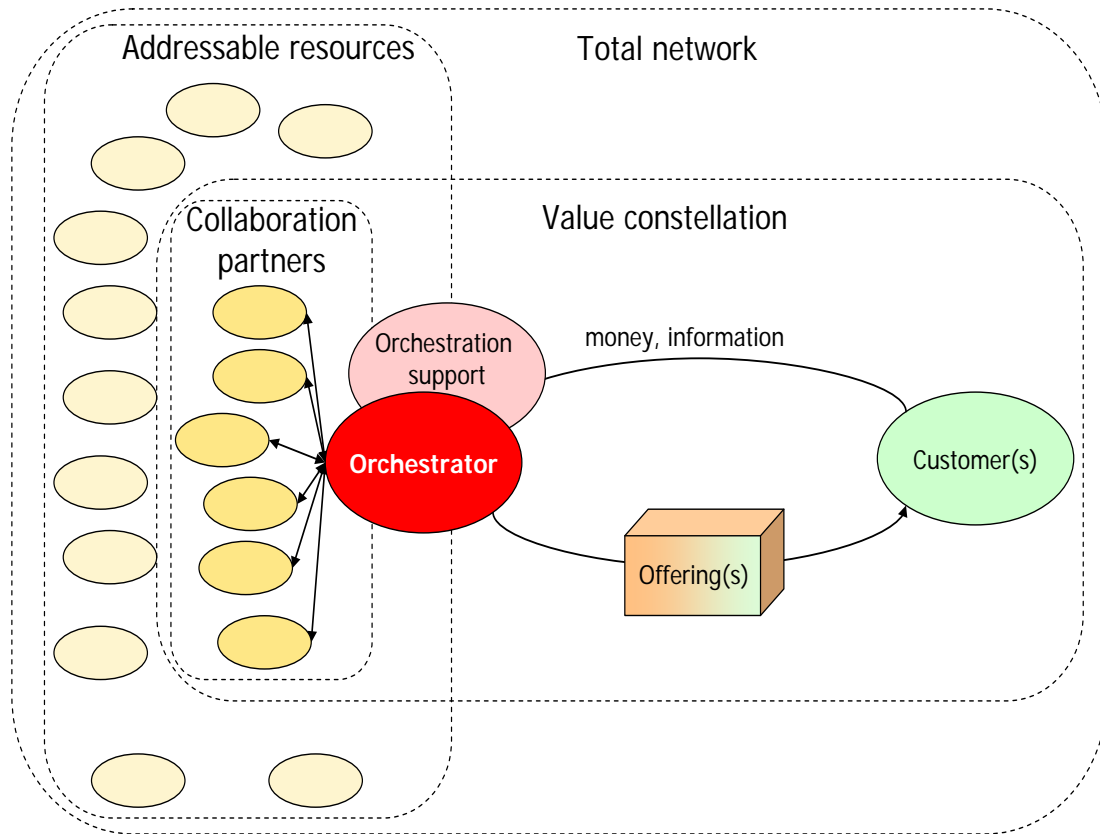 Addressable resources
Total network
Collaboration
partners
Value constellation
Orchestration
support
money, information
Orchestrator
Customer(s)
Offering(s)